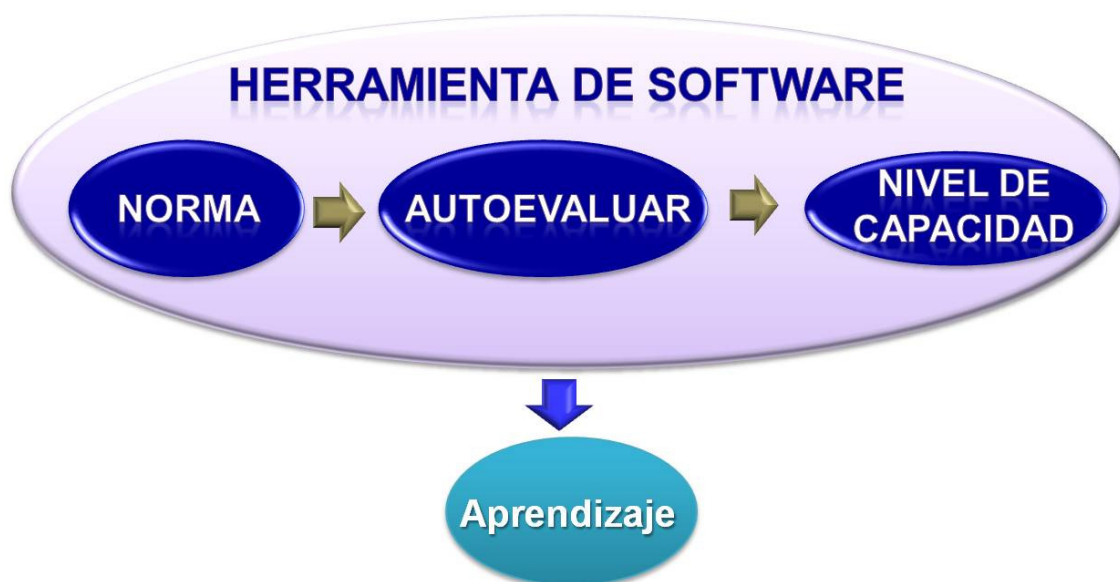 HERRAMIENTA DE SOFTWARE
NORMA
AUTOEVALUAR
NIVEL DE
CAPACIDAD
Aprendizaje